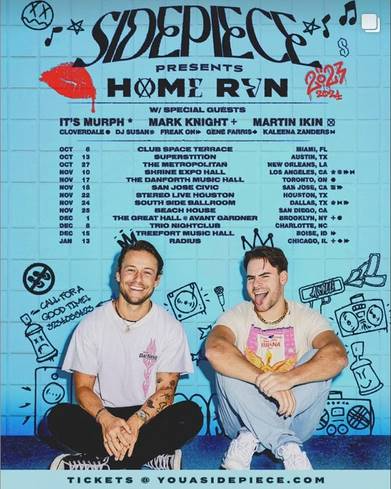 SIDEPIECE
PRESENTS
HOME RUN
2023
2024
W/ SPECIAL GUESTS
IT'S MURPH * MARK KNIGHT + MARTIN IKIN ⊗
CLOVERDALE DJ SUSAN FREAK ON GENE FARRIS KALEENA ZANDERS
OCT 6 CLUB SPACE TERRACE MIAMI, FL
OCT 13 SUPERSTITION AUSTIN, TX
OCT 27 THE METROPOLITAN NEW ORLEANS, LA
NOV 10 SHRINE EXPO HALL LOS ANGELES, CA
NOV 17 THE DANFORTH MUSIC HALL TORONTO, ON
NOV 18 SAN JOSE CIVIC SAN JOSE, CA
NOV 22 STEREO LIVE HOUSTON HOUSTON, TX
NOV 24 SOUTH SIDE BALLROOM DALLAS, TX
NOV 25 BEACH HOUSE SAN DIEGO, CA
DEC 1 THE GREAT HALL @ AVANT GARDNER BROOKLYN, NY
DEC 8 TRIO NIGHTCLUB CHARLOTTE, NC
DEC 15 TREEFORT MUSIC HALL BOISE, ID
JAN 13 RADIUS CHICAGO, IL
CALL FOR A
GOOD TIME!
TICKETS @ YOUASIDEPIECE.COM